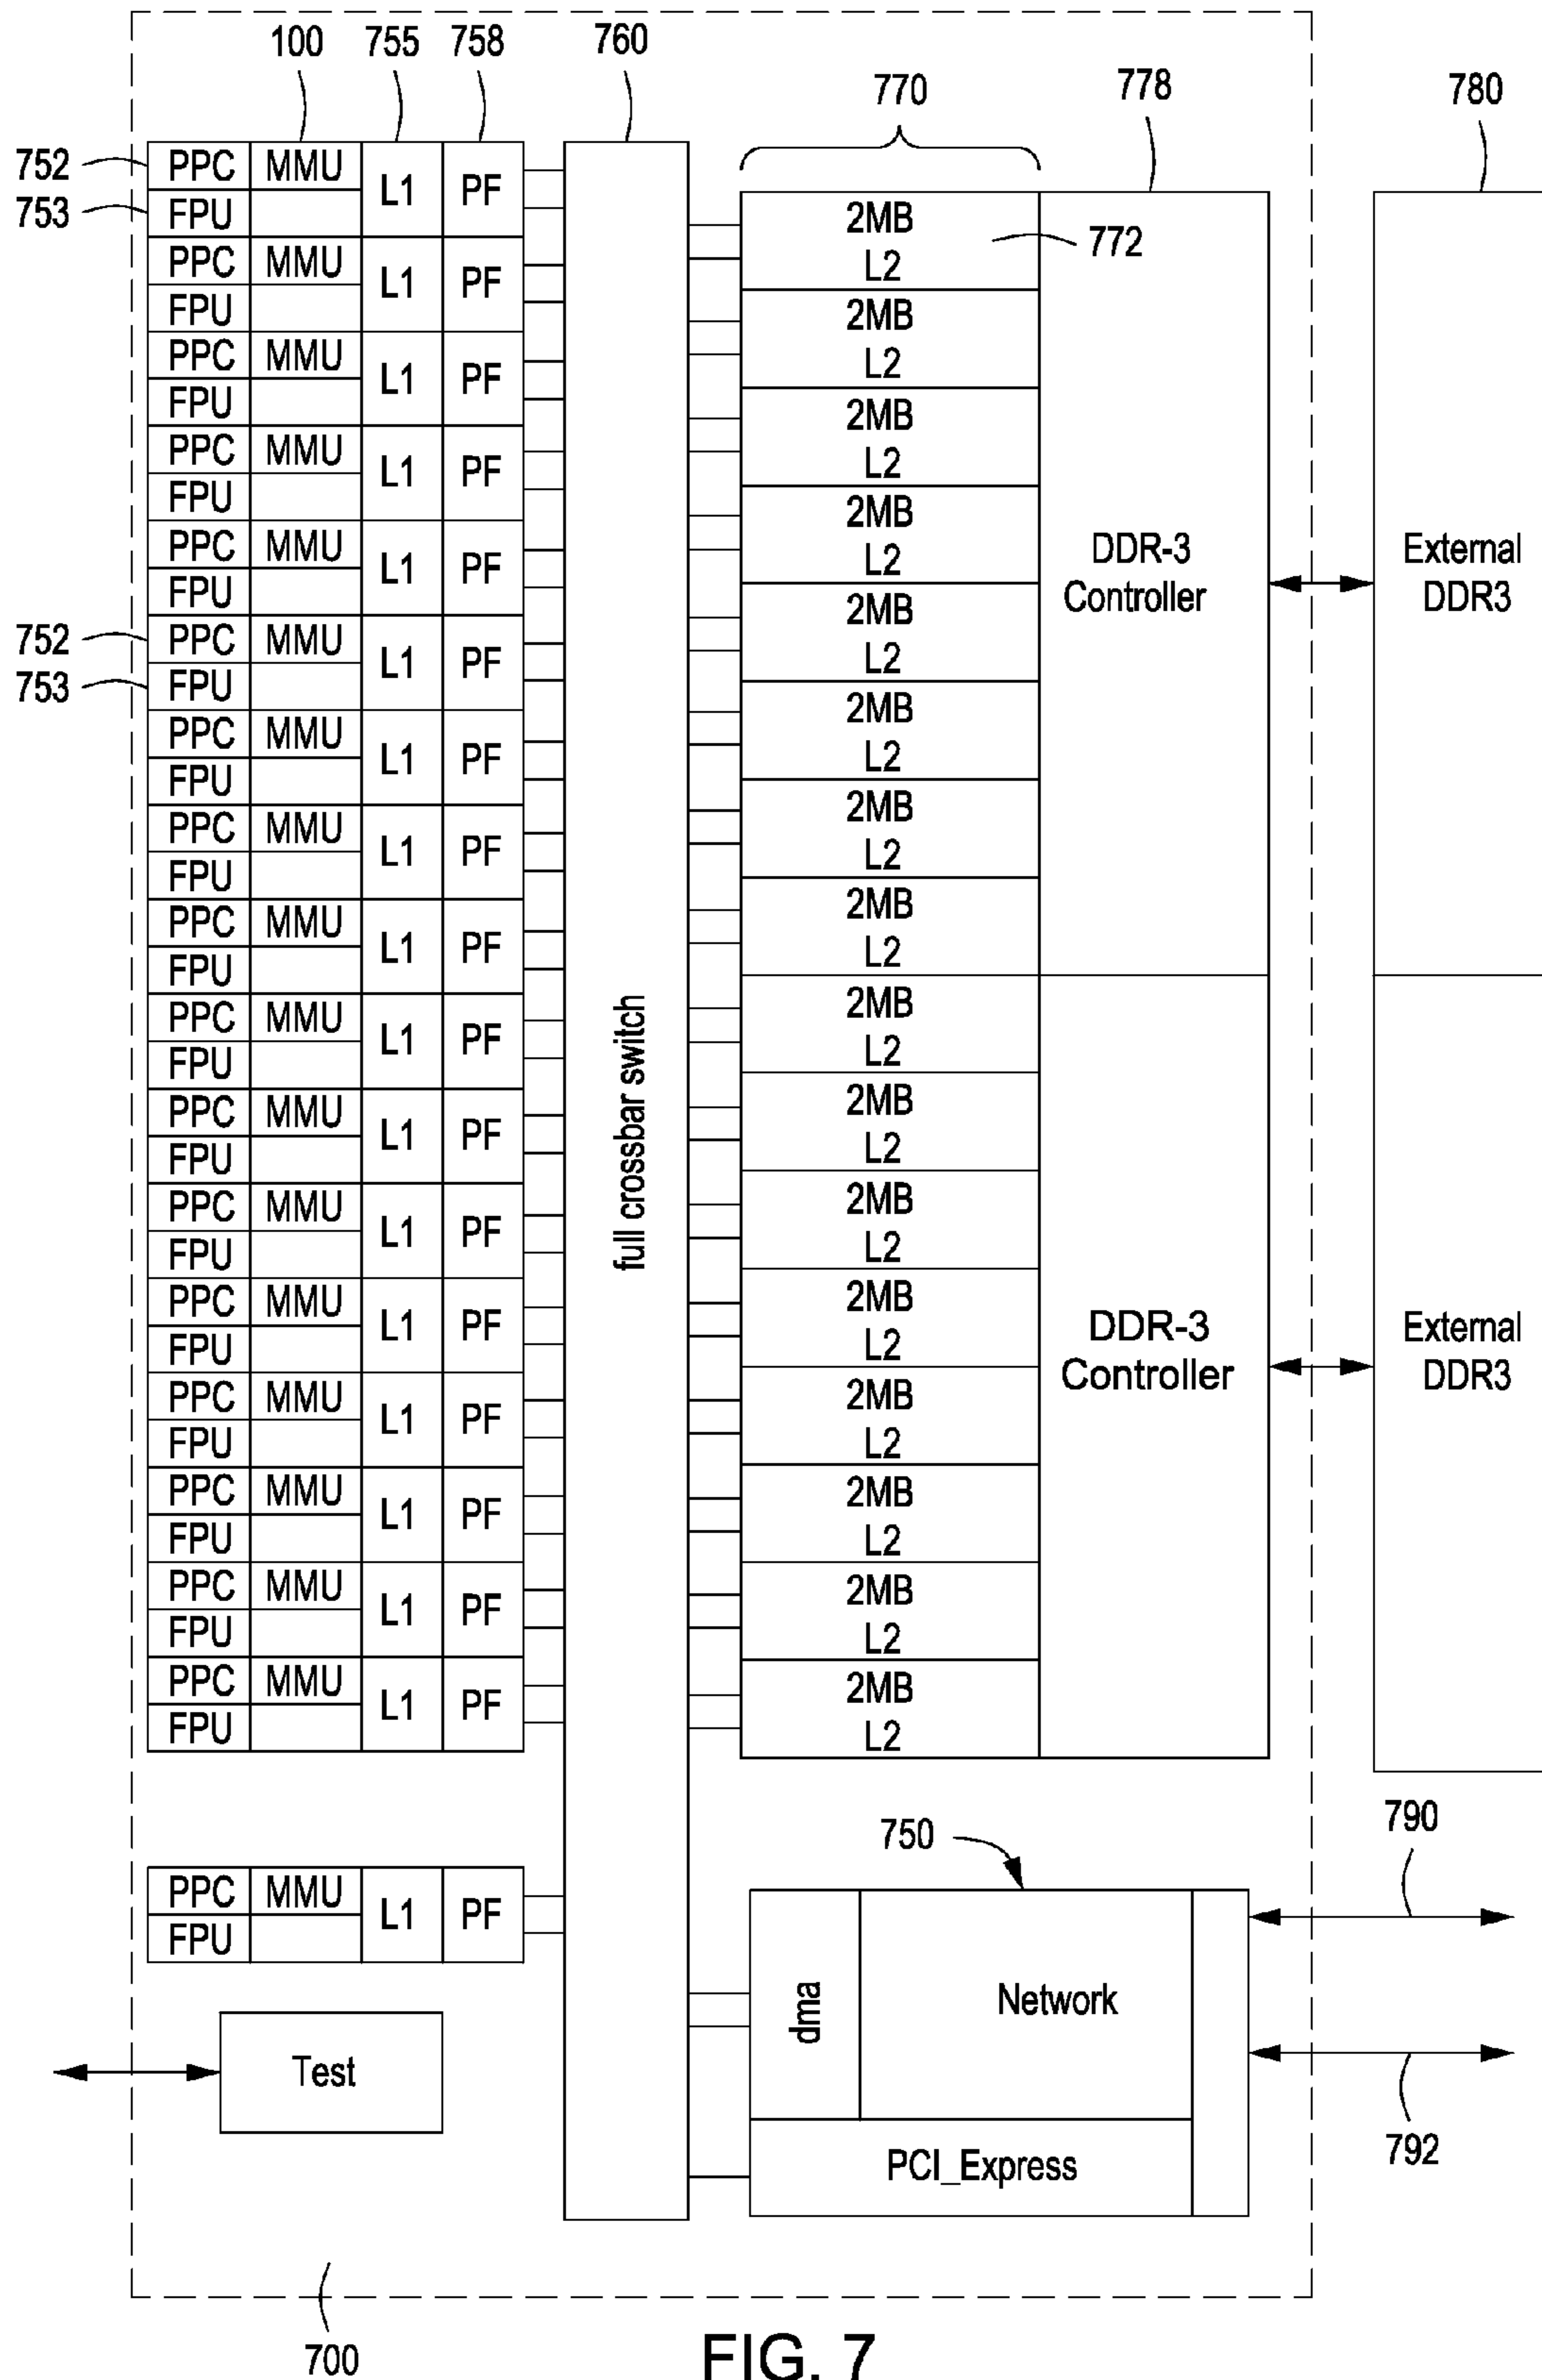 100 755 758 760
770 778 780
752 PPC MMU L1 PF
753 FPU
PPC MMU L1 PF
FPU
PPC MMU L1 PF
FPU
PPC MMU L1 PF
FPU
PPC MMU L1 PF
FPU
752 PPC MMU L1 PF
753 FPU
PPC MMU L1 PF
FPU
PPC MMU L1 PF
FPU
PPC MMU L1 PF
FPU
PPC MMU L1 PF
FPU
PPC MMU L1 PF
FPU
PPC MMU L1 PF
FPU
PPC MMU L1 PF
FPU
PPC MMU L1 PF
FPU
PPC MMU L1 PF
FPU
PPC MMU L1 PF
FPU
PPC MMU L1 PF
FPU
PPC MMU L1 PF
FPU
Test
full crossbar switch
2MB
L2
772
2MB
L2
2MB
L2
2MB
L2
2MB
L2
2MB
L2
2MB
L2
2MB
L2
2MB
L2
2MB
L2
2MB
L2
2MB
L2
2MB
L2
2MB
L2
2MB
L2
2MB
L2
DDR-3
Controller
DDR-3
Controller
External
DDR3
External
DDR3
750
790
dma
Network
PCI_Express
792
700
FIG. 7